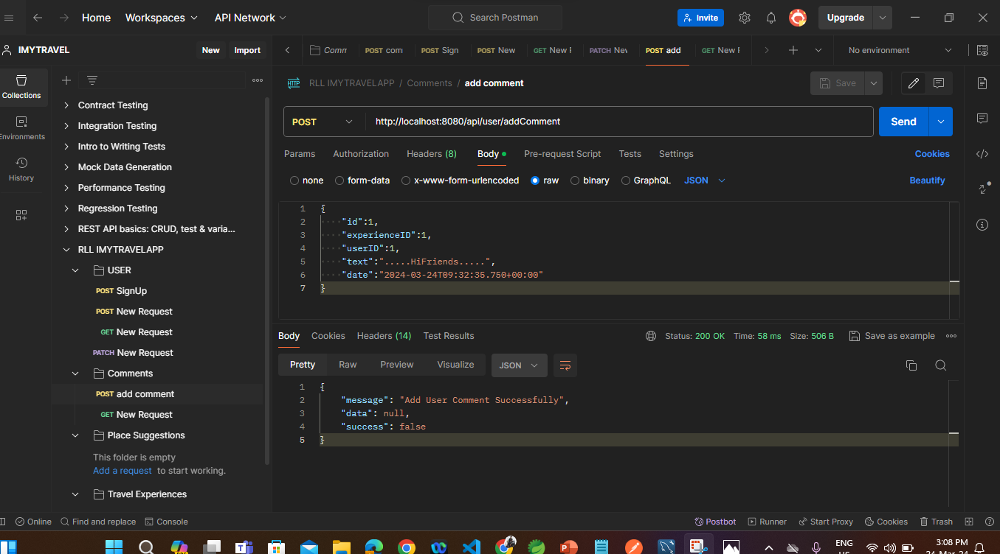 Home Workspaces API Network Search Postman Invite Upgrade
IMYTRAVEL New Import Comm POST com POST Sign POST New GET New POST add GET New No environment
RLL IMYTRAVELAPP / Comments / add comment Save
Collections
Environments
History
Contract Testing
Integration Testing
Intro to Writing Tests
Mock Data Generation
Performance Testing
Regression Testing
REST API basics: CRUD, test & varia...
RLL IMYTRAVELAPP
USER
POST SignUp
POST New Request
GET New Request
PATCH New Request
Comments
POST add comment
GET New Request
Place Suggestions
This folder is empty
Add a request to start working.
Travel Experiences
POST http://localhost:8080/api/user/addComment Send
Params Authorization Headers (8) Body Pre-request Script Tests Settings Cookies
none form-data x-www-form-urlencoded raw binary GraphQL JSON Beautify
1 {
2 "id":1,
3 "experienceID":1,
4 "userID":1,
5 "text":".....HiFriends.....",
6 "date":"2024-03-24T09:32:35.750+00:00"
7 }
Body Cookies Headers (14) Test Results Status: 200 OK Time: 58 ms Size: 506 B Save as example
Pretty Raw Preview Visualize JSON
1 {
2 "message": "Add User Comment Successfully",
3 "data": null,
4 "success": false
5 }
Online Find and replace Console Postbot Runner Start Proxy Cookies Trash
ENG 3:08 PM